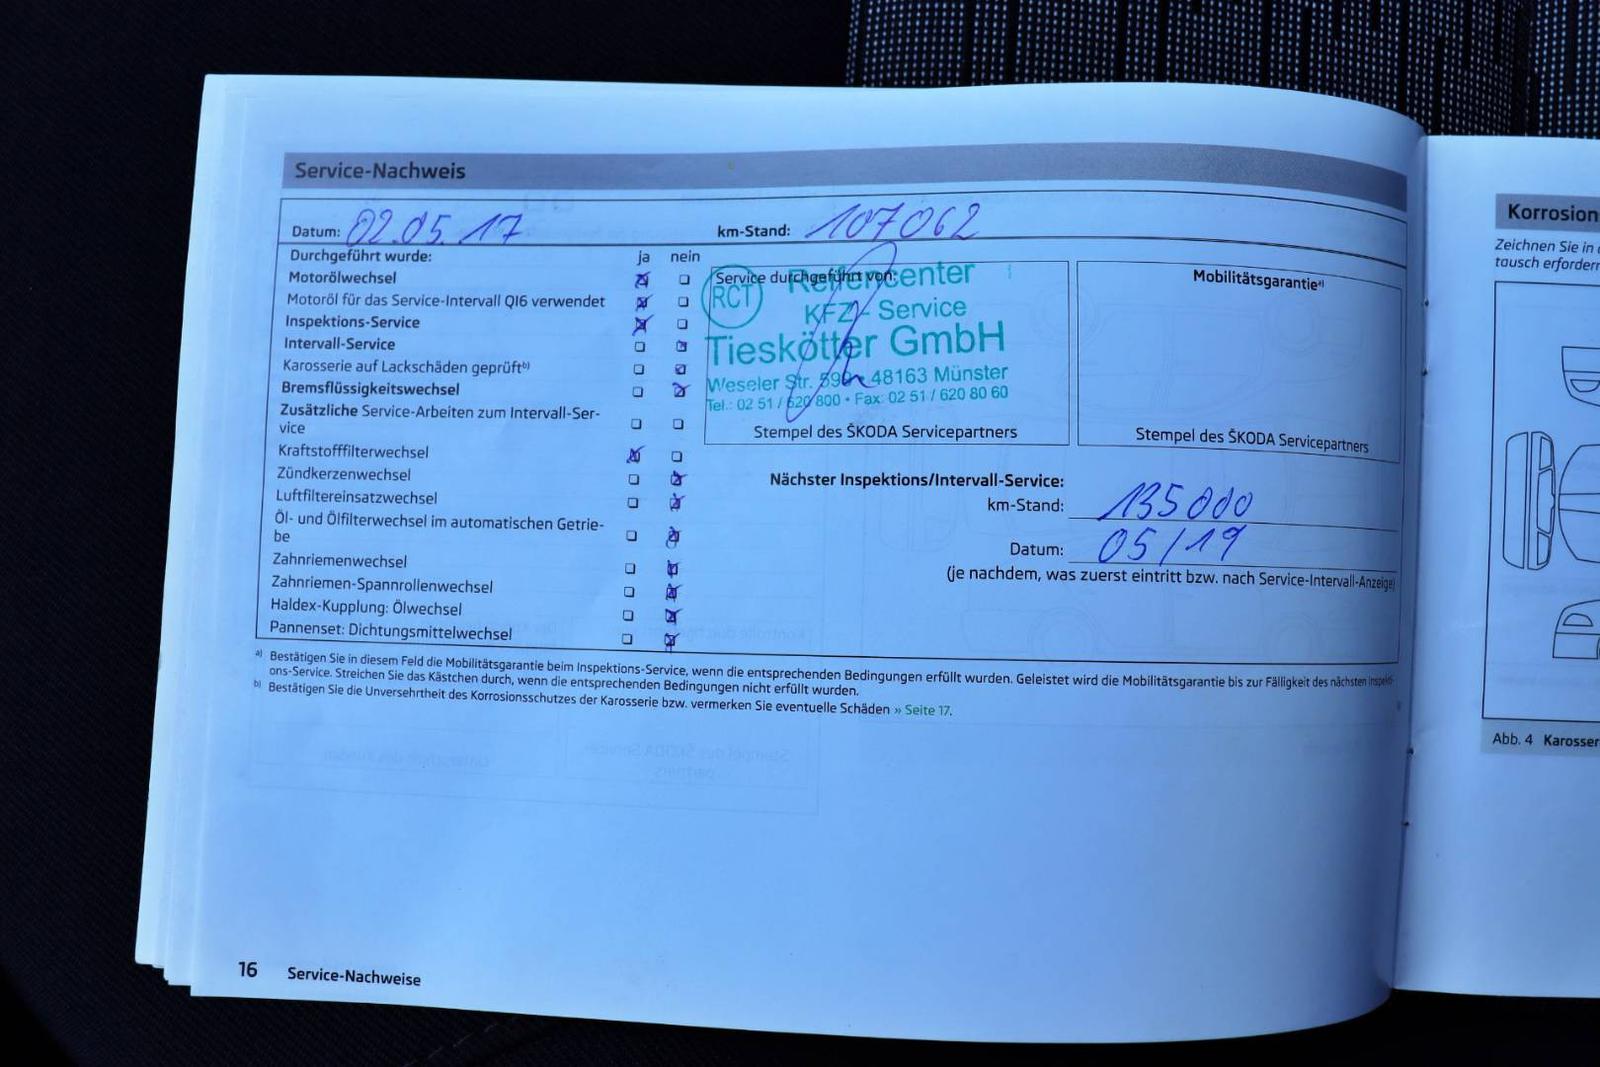 Service-Nachweis
Datum: 02.05.17 km-Stand: 107062
Durchgeführt wurde: ja nein
Motorölwechsel
Motoröl für das Service-Intervall QI6 verwendet
Inspektions-Service
Intervall-Service
Karosserie auf Lackschäden geprüft b)
Bremsflüssigkeitswechsel
Zusätzliche Service-Arbeiten zum Intervall-Ser-
vice
Kraftstofffilterwechsel
Zündkerzenwechsel
Luftfiltereinsatzwechsel
Öl- und Ölfilterwechsel im automatischen Getrie-
be
Zahnriemenwechsel
Zahnriemen-Spannrollenwechsel
Haldex-Kupplung: Ölwechsel
Pannenset: Dichtungsmittelwechsel
Service durchgeführt von:
RCT Reifencenter
KFZ - Service
Tieskötter GmbH
Weseler Str. 590 48163 Münster
Tel.: 02 51 / 620 800 • Fax: 02 51 / 620 80 60
Stempel des ŠKODA Servicepartners
Mobilitätsgarantie a)
Stempel des ŠKODA Servicepartners
Nächster Inspektions/Intervall-Service:
km-Stand: 135000
Datum: 05/19
(je nachdem, was zuerst eintritt bzw. nach Service-Intervall-Anzeige)
a) Bestätigen Sie in diesem Feld die Mobilitätsgarantie beim Inspektions-Service, wenn die entsprechenden Bedingungen erfüllt wurden. Geleistet wird die Mobilitätsgarantie bis zur Fälligkeit des nächsten Inspekti-
ons-Service. Streichen Sie das Kästchen durch, wenn die entsprechenden Bedingungen nicht erfüllt wurden.
b) Bestätigen Sie die Unversehrtheit des Korrosionsschutzes der Karosserie bzw. vermerken Sie eventuelle Schäden » Seite 17.
16 Service-Nachweise
Korrosion
Zeichnen Sie in
tausch erfordern
Abb. 4 Karosser